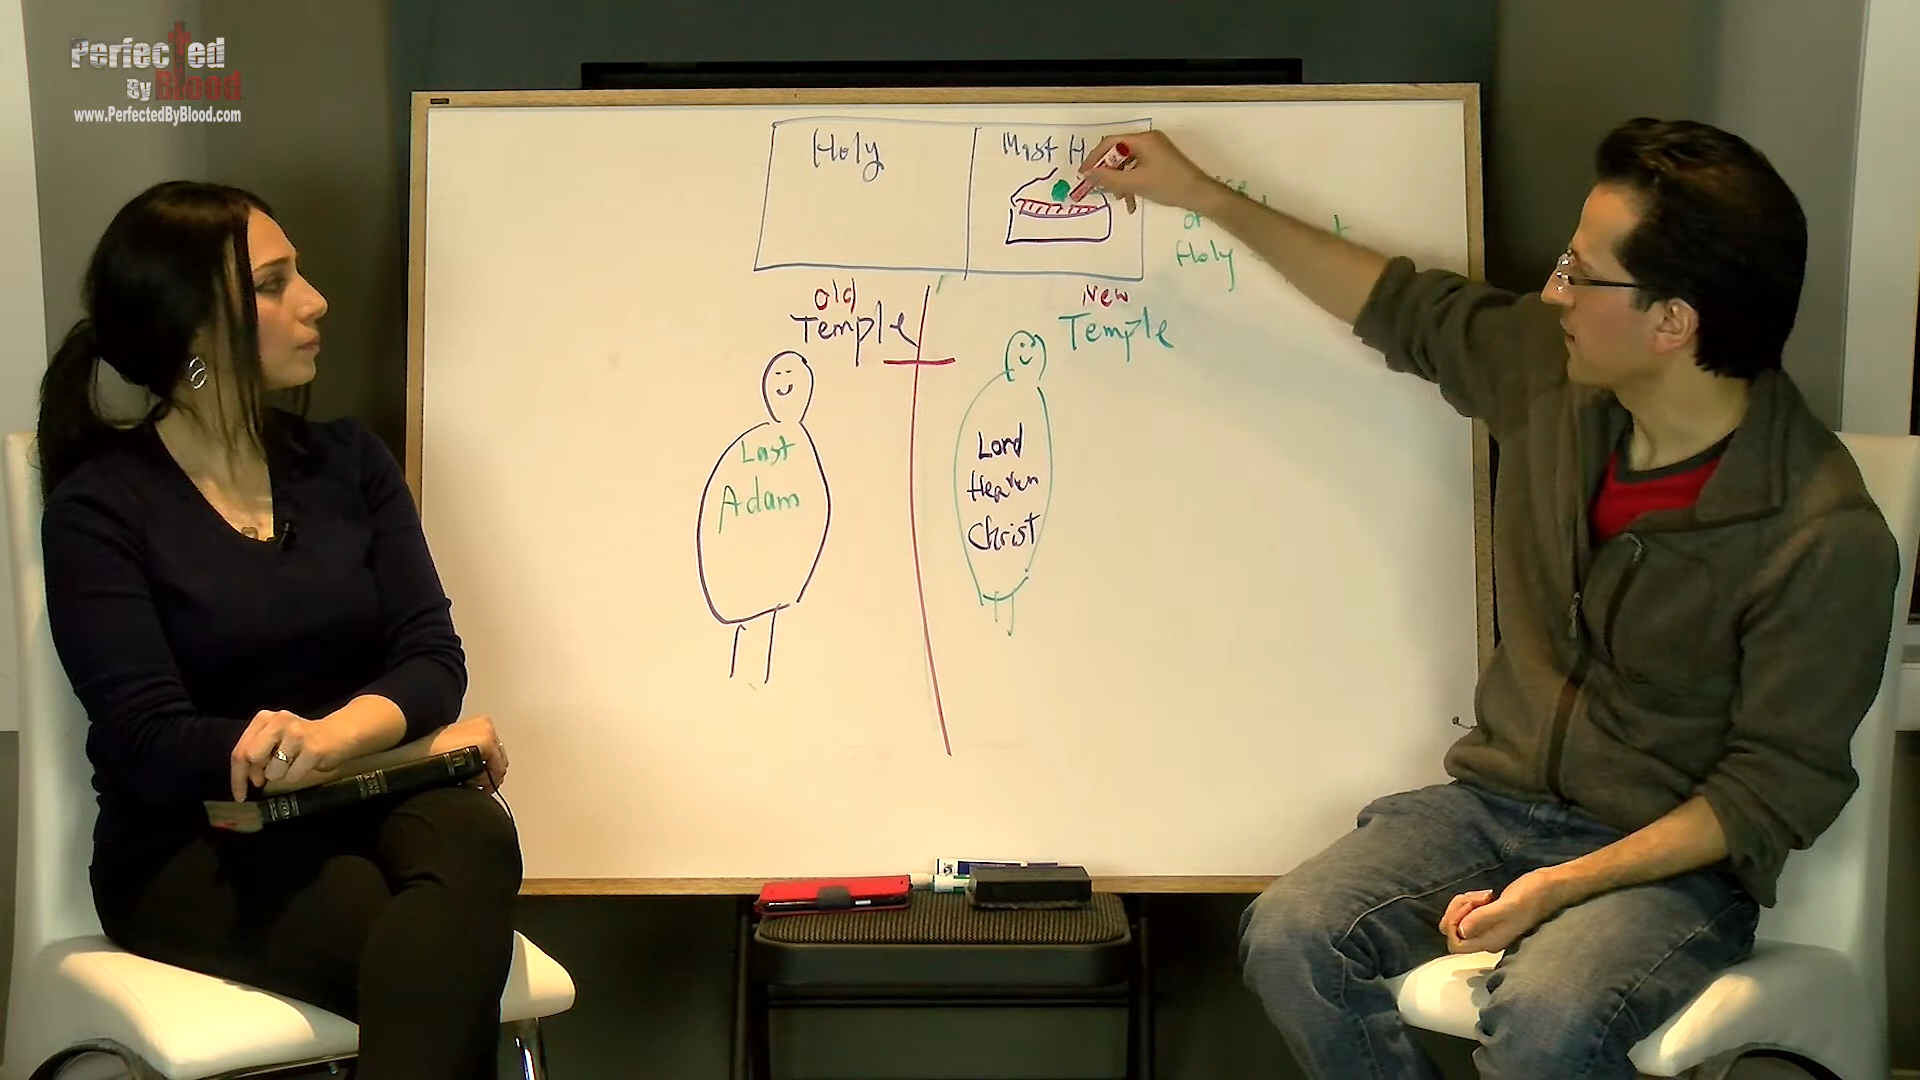 Perfected
By Blood
www.PerfectedByBlood.com
Holy
Most
Holy
Old
Temple
New
Temple
Last
Adam
Lord
Heaven
Christ